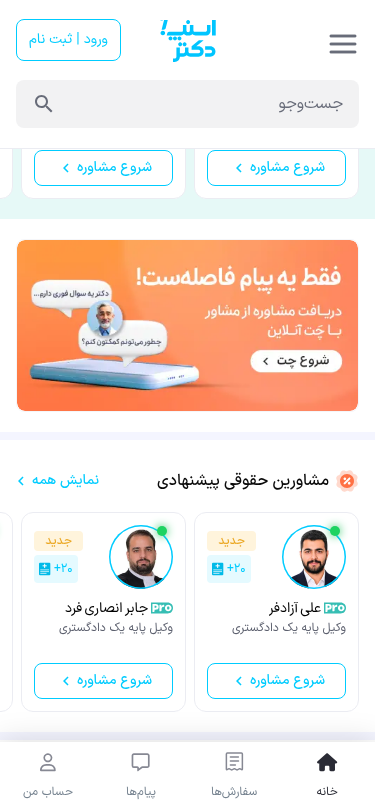 اسنپ!
دکتر
ورود | ثبت نام
جست‌وجو
شروع مشاوره
شروع مشاوره
فقط یه پیام فاصله‌ست!
دریافت مشاوره از مشاور
با چَت آنلاین
شروع چت
دکتر یه سوال فوری دارم...
چطور می‌تونم کمکتون کنم؟
مشاورین حقوقی پیشنهادی
نمایش همه
جدید
+۲۰
علی آزادفر PRO
وکیل پایه یک دادگستری
شروع مشاوره
جدید
+۲۰
جابر انصاری فرد PRO
وکیل پایه یک دادگستری
شروع مشاوره
خانه
سفارش‌ها
پیام‌ها
حساب من